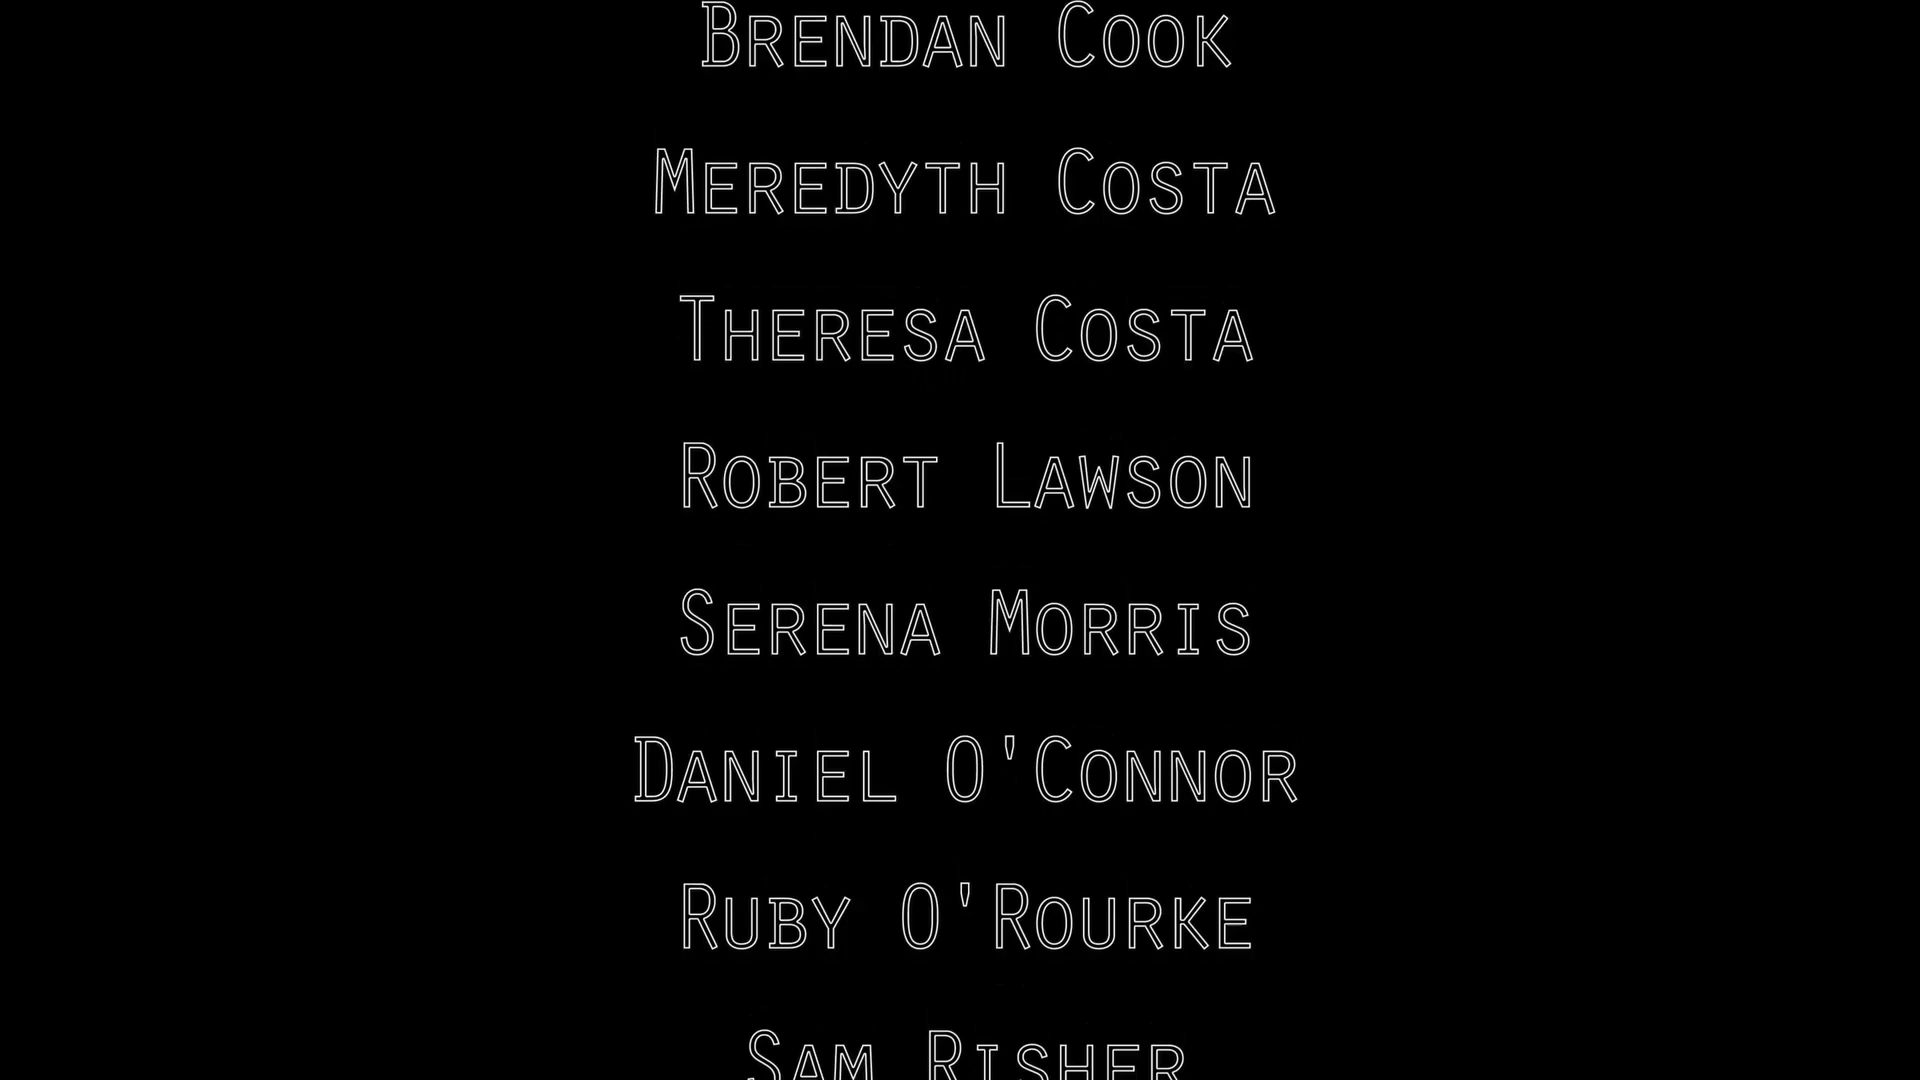 Brendan Cook
Meredyth Costa
Theresa Costa
Robert Lawson
Serena Morris
Daniel O'Connor
Ruby O'Rourke
Sam Risher